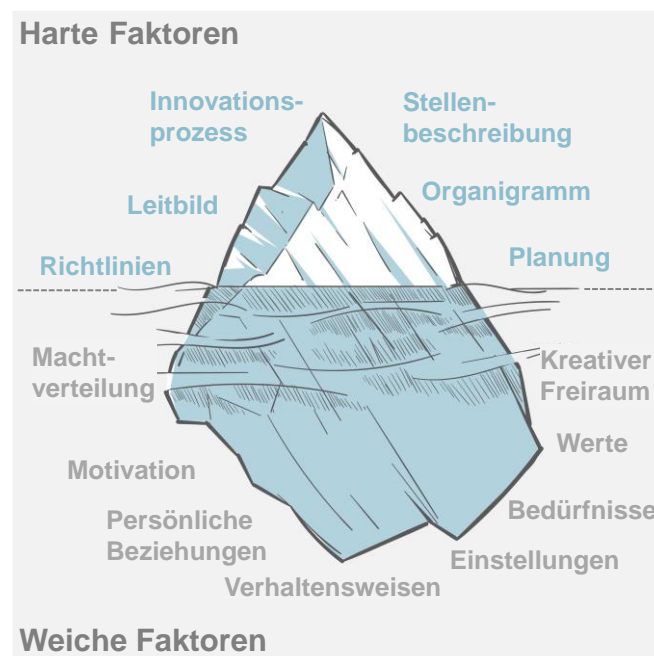 Harte Faktoren
Innovations-
prozess
Stellen-
beschreibung
Leitbild
Organigramm
Richtlinien
Planung
Macht-
verteilung
Kreativer
Freiraum
Werte
Motivation
Bedürfnisse
Persönliche
Beziehungen
Einstellungen
Verhaltensweisen
Weiche Faktoren